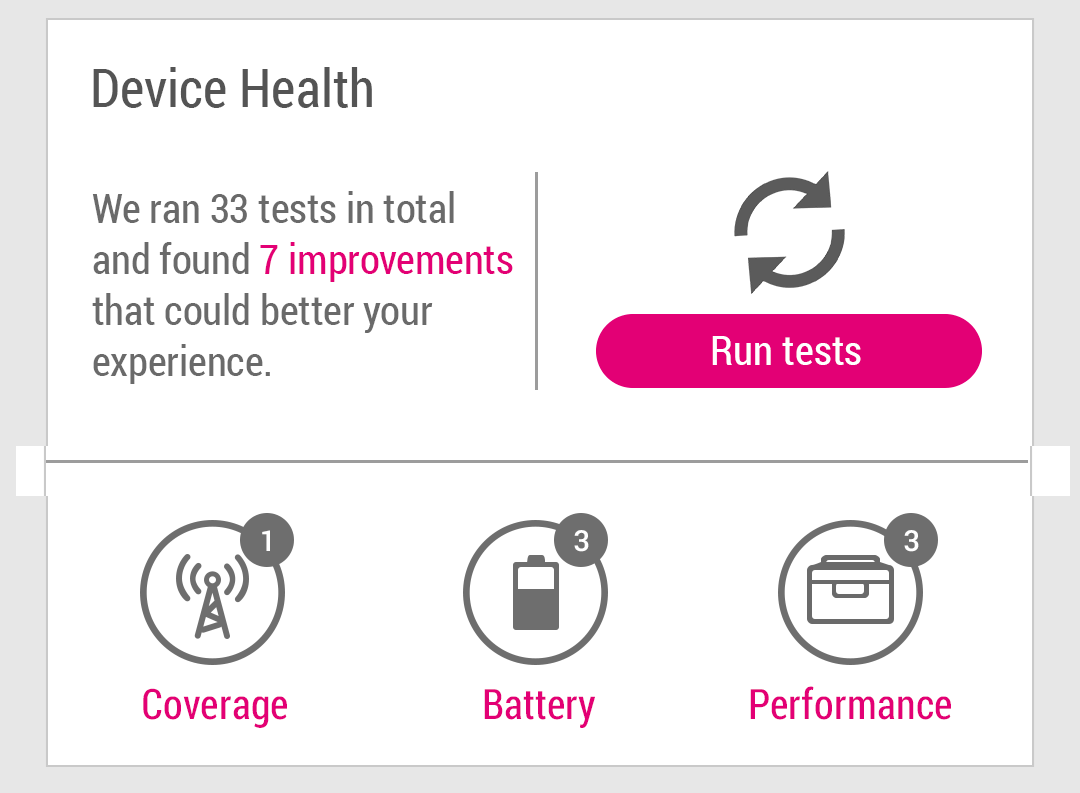 Device Health
We ran 33 tests in total
and found 7 improvements
that could better your
experience.
Run tests
1
3
3
Coverage
Battery
Performance